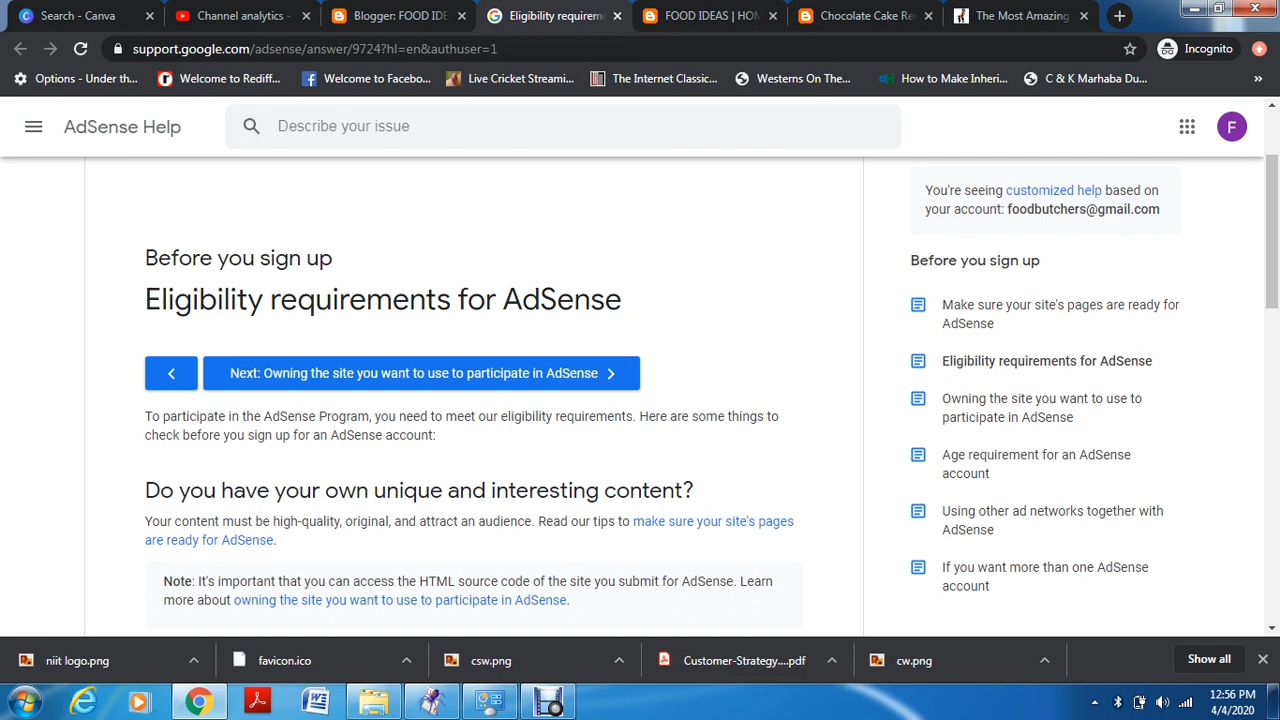 Search - Canva
Channel analytics -
Blogger: FOOD IDE
Eligibility requirem
FOOD IDEAS | HOM
Chocolate Cake Re
The Most Amazing
support.google.com/adsense/answer/9724?hl=en&authuser=1
Incognito
Options - Under th...
Welcome to Rediff...
Welcome to Facebo...
Live Cricket Streami...
The Internet Classic...
Westerns On The...
How to Make Inheri...
C & K Marhaba Du...
AdSense Help
Describe your issue
F
Before you sign up
Eligibility requirements for AdSense
Next: Owning the site you want to use to participate in AdSense
To participate in the AdSense Program, you need to meet our eligibility requirements. Here are some things to
check before you sign up for an AdSense account:
Do you have your own unique and interesting content?
Your content must be high-quality, original, and attract an audience. Read our tips to make sure your site's pages
are ready for AdSense.
Note: It's important that you can access the HTML source code of the site you submit for AdSense. Learn
more about owning the site you want to use to participate in AdSense.
You're seeing customized help based on
your account: foodbutchers@gmail.com
Before you sign up
Make sure your site's pages are ready for
AdSense
Eligibility requirements for AdSense
Owning the site you want to use to
participate in AdSense
Age requirement for an AdSense
account
Using other ad networks together with
AdSense
If you want more than one AdSense
account
niit logo.png
favicon.ico
csw.png
Customer-Strategy....pdf
cw.png
Show all
12:56 PM
4/4/2020